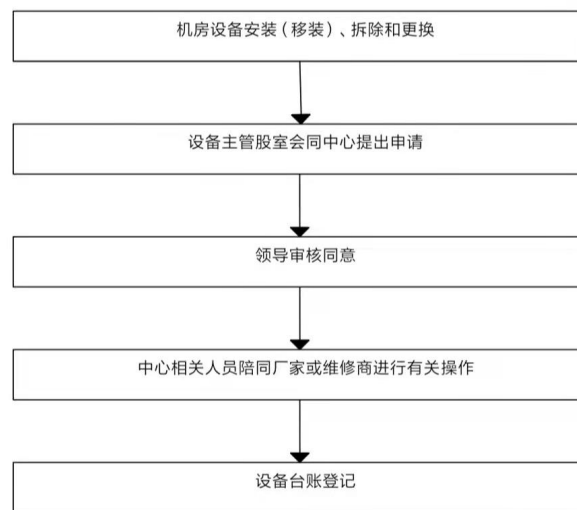 机房设备安装（移装）、拆除和更换
设备主管股室会同中心提出申请
领导审核同意
中心相关人员陪同厂家或维修商进行有关操作
设备台账登记